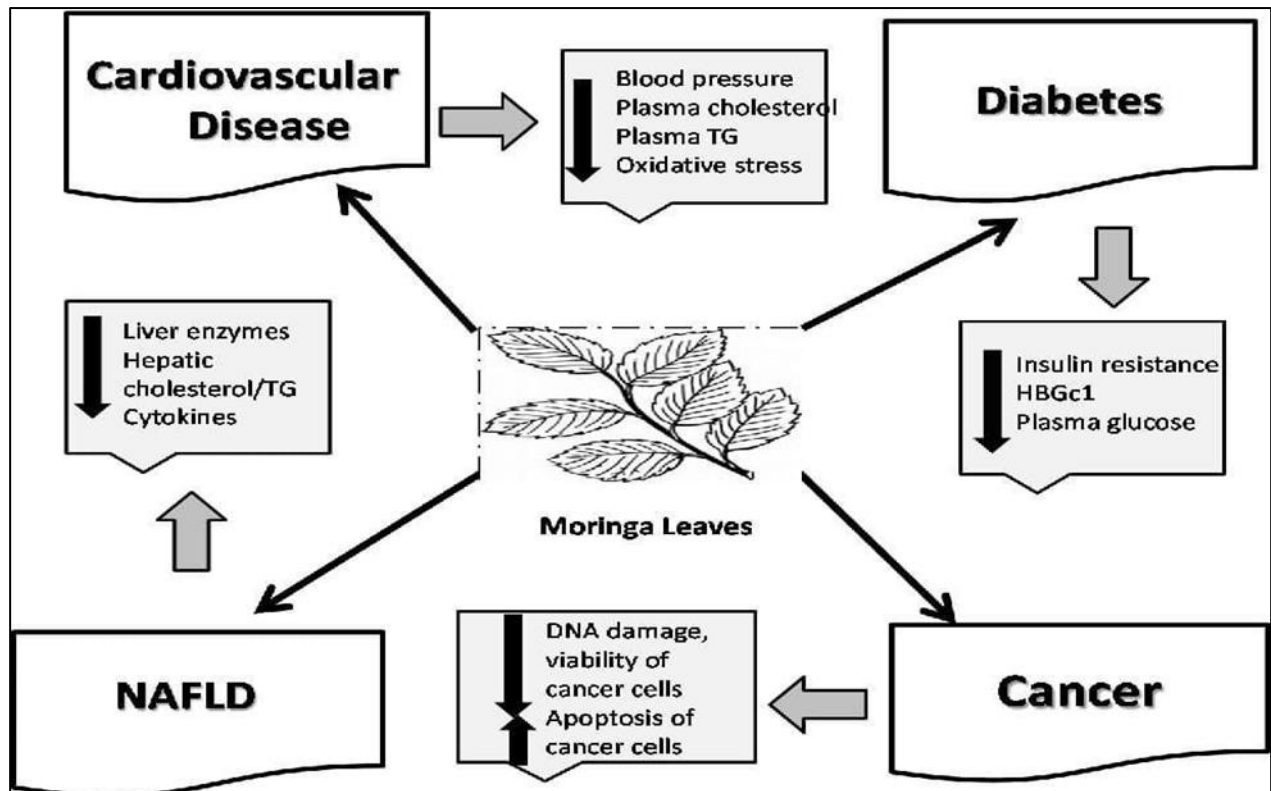 Cardiovascular
Disease
Blood pressure
Plasma cholesterol
Plasma TG
Oxidative stress
Diabetes
Liver enzymes
Hepatic
cholesterol/TG
Cytokines
Insulin resistance
HBGc1
Plasma glucose
Moringa Leaves
NAFLD
DNA damage,
viability of
cancer cells
Apoptosis of
cancer cells
Cancer